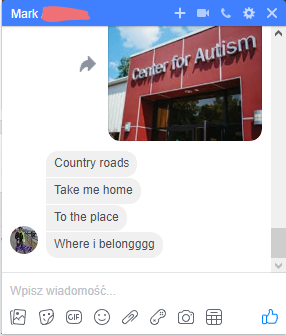 Mark
Center for Autism
Country roads
Take me home
To the place
Where i belongggg
Wpisz wiadomość...
GIF